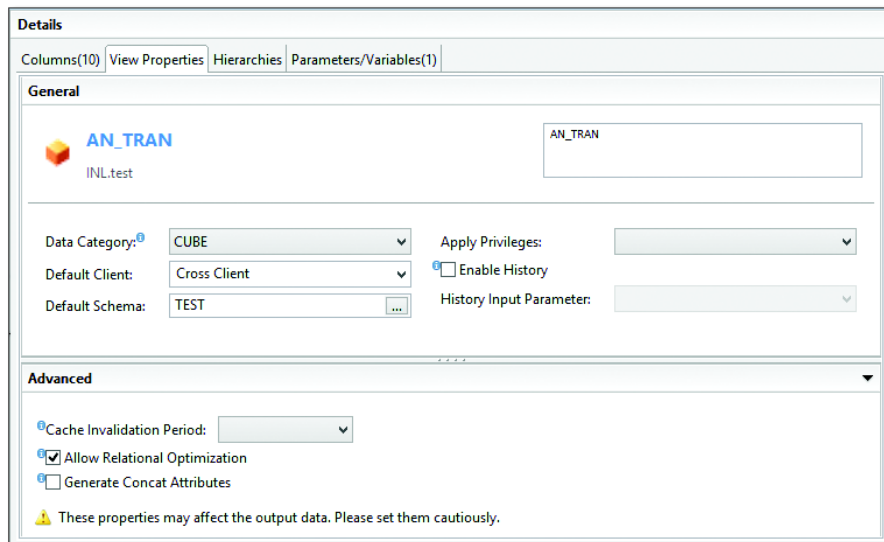 Details
Columns(10) View Properties Hierarchies Parameters/Variables(1)
General
AN_TRAN
INL.test
AN_TRAN
Data Category: CUBE
Apply Privileges:
Default Client: Cross Client
Enable History
Default Schema: TEST ...
History Input Parameter:
Advanced
Cache Invalidation Period:
Allow Relational Optimization
Generate Concat Attributes
These properties may affect the output data. Please set them cautiously.